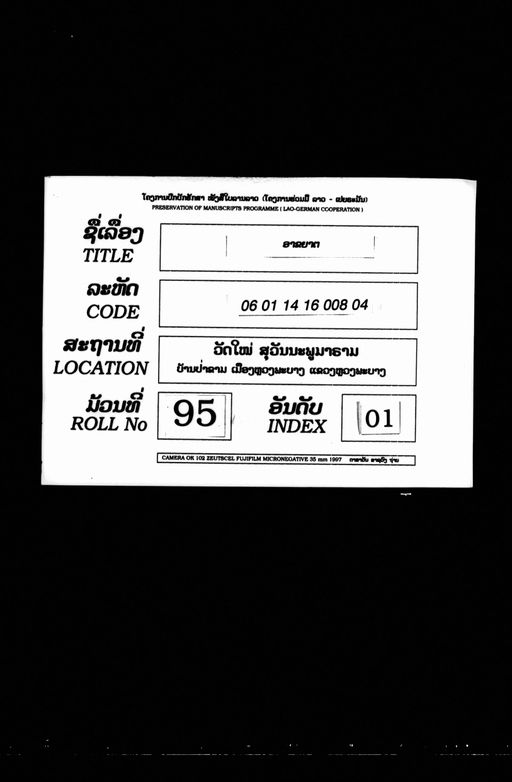 ໂຄງການປົກປັກຮັກສາ ໜັງສືໃບລານລາວ (ໂຄງການຮ່ວມມື ລາວ - ເຢຍຣະມັນ)
PRESERVATION OF MANUSCRIPTS PROGRAMME ( LAO-GERMAN COOPERATION )
ຊື່ເລື່ອງ
TITLE
ອາຂຍາຕ
ລະຫັດ
CODE
06 01 14 16 008 04
ສະຖານທີ່
LOCATION
ວັດໃໝ່ ສຸວັນນະພູມາຣາມ
ບ້ານປ່າຂາມ ເມືອງຫຼວງພະບາງ ແຂວງຫຼວງພະບາງ
ມ້ວນທີ່
ROLL No
95
ອັນດັບ
INDEX
01
CAMERA OK 102 ZEUTSCEL FUJIFILM MICRONEGATIVE 35 mm 1997